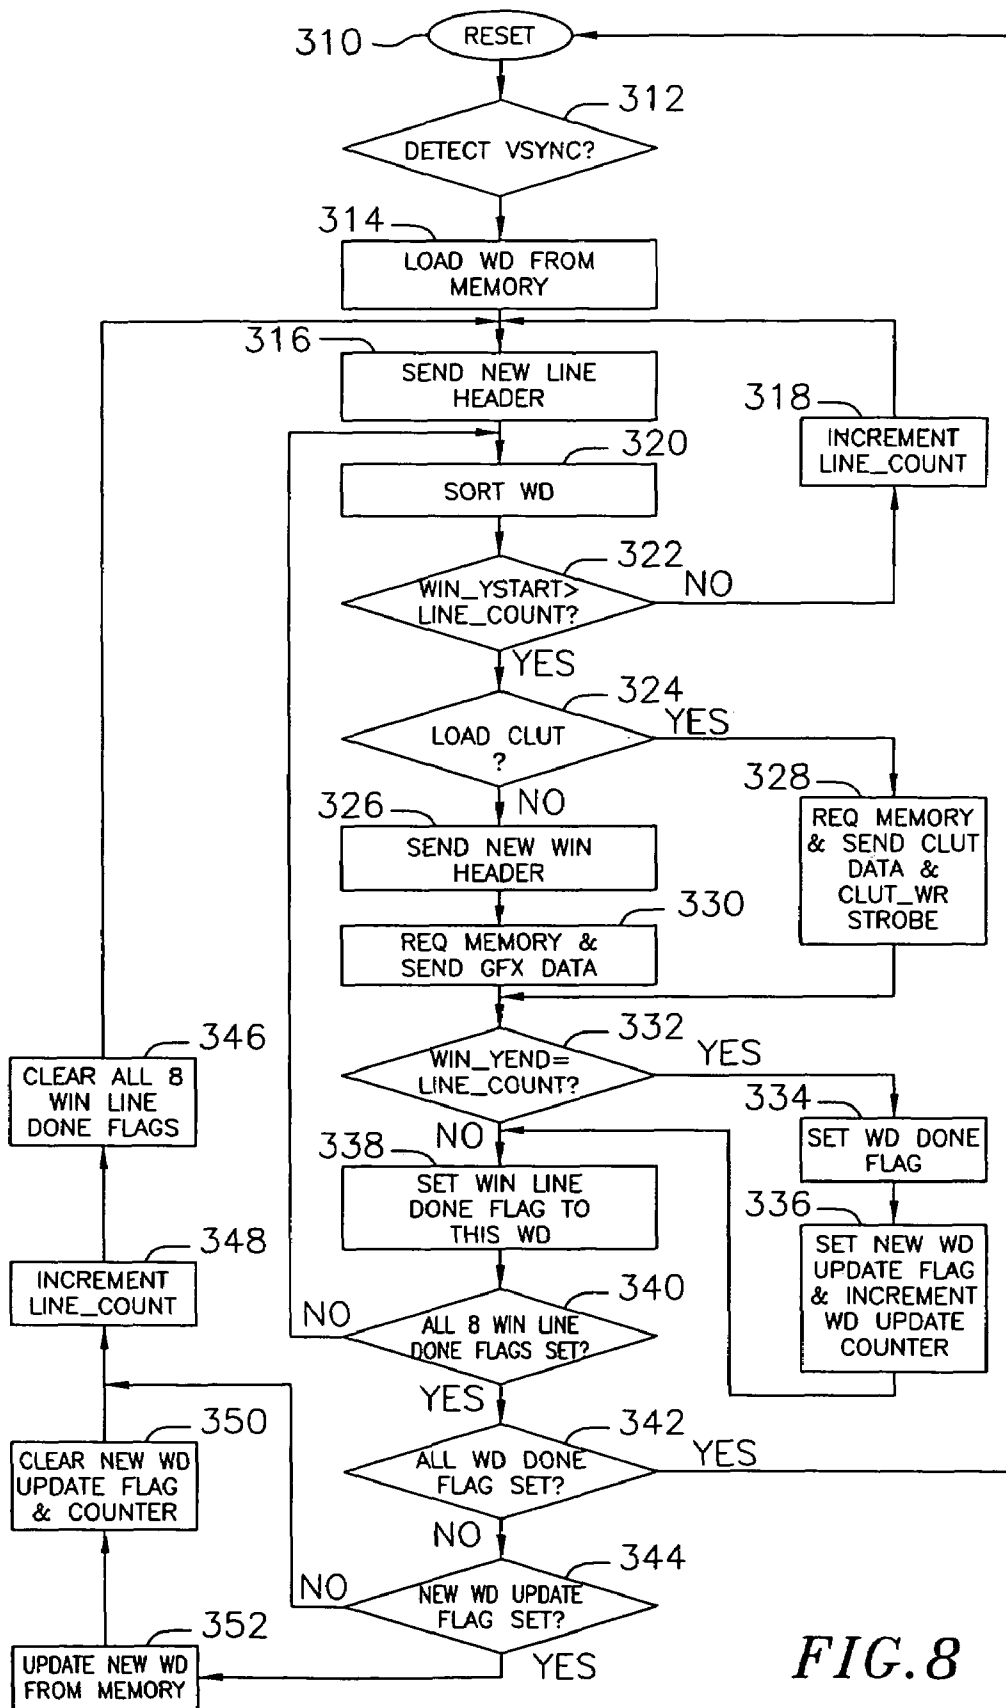 310
RESET
312
DETECT VSYNC?
314
LOAD WD FROM
MEMORY
316
SEND NEW LINE
HEADER
318
INCREMENT
LINE_COUNT
320
SORT WD
322
WIN_YSTART>
LINE_COUNT?
NO
YES
324
LOAD CLUT
?
YES
NO
326
SEND NEW WIN
HEADER
328
REQ MEMORY
& SEND CLUT
DATA &
CLUT_WR
STROBE
330
REQ MEMORY &
SEND GFX DATA
332
WIN_YEND=
LINE_COUNT?
YES
NO
334
SET WD DONE
FLAG
336
SET NEW WD
UPDATE FLAG
& INCREMENT
WD UPDATE
COUNTER
338
SET WIN LINE
DONE FLAG TO
THIS WD
340
ALL 8 WIN LINE
DONE FLAGS SET?
NO
YES
342
ALL WD DONE
FLAG SET?
YES
NO
344
NEW WD UPDATE
FLAG SET?
NO
YES
346
CLEAR ALL 8
WIN LINE
DONE FLAGS
348
INCREMENT
LINE_COUNT
350
CLEAR NEW WD
UPDATE FLAG
& COUNTER
352
UPDATE NEW WD
FROM MEMORY
FIG.8